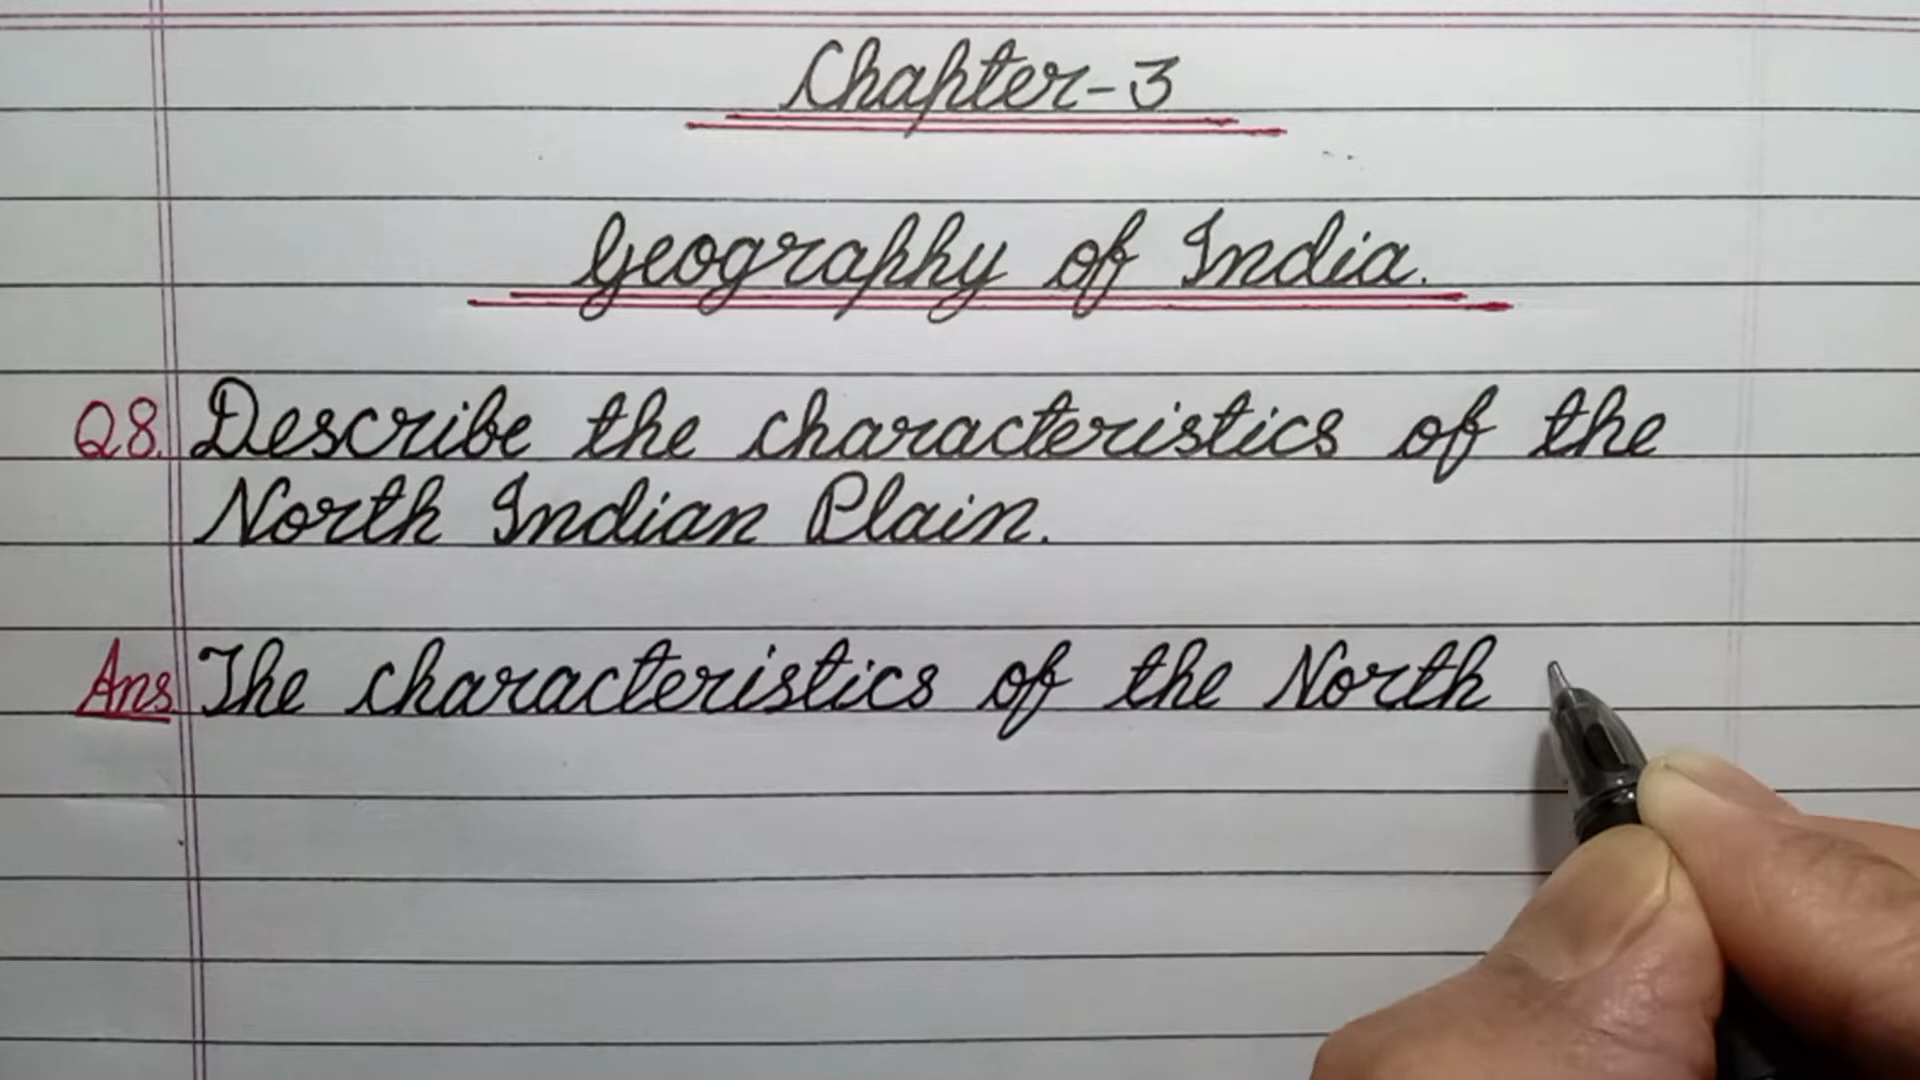 Chapter-3
Geography of India.
Q8. Describe the characteristics of the
North Indian Plain.
Ans. The characteristics of the North